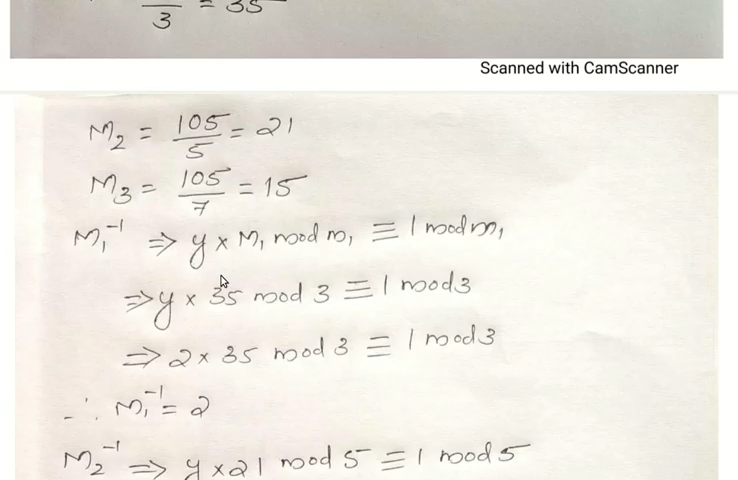 3 = 35
Scanned with CamScanner
M₂ = 105/5 = 21
M₃ = 105/7 = 15
M₁⁻¹ ⇒ y × M₁ mod m₁ ≡ 1 mod m₁
⇒ y × 35 mod 3 ≡ 1 mod 3
⇒ 2 × 35 mod 3 ≡ 1 mod 3
∴ M₁⁻¹ = 2
M₂⁻¹ ⇒ y × 21 mod 5 ≡ 1 mod 5